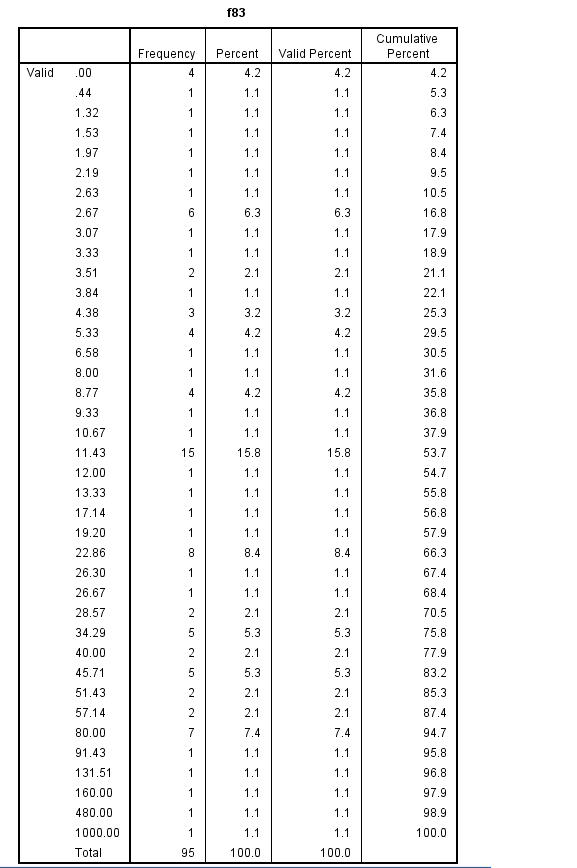 f83
Frequency Percent Valid Percent Cumulative Percent
Valid .00 4 4.2 4.2 4.2
.44 1 1.1 1.1 5.3
1.32 1 1.1 1.1 6.3
1.53 1 1.1 1.1 7.4
1.97 1 1.1 1.1 8.4
2.19 1 1.1 1.1 9.5
2.63 1 1.1 1.1 10.5
2.67 6 6.3 6.3 16.8
3.07 1 1.1 1.1 17.9
3.33 1 1.1 1.1 18.9
3.51 2 2.1 2.1 21.1
3.84 1 1.1 1.1 22.1
4.38 3 3.2 3.2 25.3
5.33 4 4.2 4.2 29.5
6.58 1 1.1 1.1 30.5
8.00 1 1.1 1.1 31.6
8.77 4 4.2 4.2 35.8
9.33 1 1.1 1.1 36.8
10.67 1 1.1 1.1 37.9
11.43 15 15.8 15.8 53.7
12.00 1 1.1 1.1 54.7
13.33 1 1.1 1.1 55.8
17.14 1 1.1 1.1 56.8
19.20 1 1.1 1.1 57.9
22.86 8 8.4 8.4 66.3
26.30 1 1.1 1.1 67.4
26.67 1 1.1 1.1 68.4
28.57 2 2.1 2.1 70.5
34.29 5 5.3 5.3 75.8
40.00 2 2.1 2.1 77.9
45.71 5 5.3 5.3 83.2
51.43 2 2.1 2.1 85.3
57.14 2 2.1 2.1 87.4
80.00 7 7.4 7.4 94.7
91.43 1 1.1 1.1 95.8
131.51 1 1.1 1.1 96.8
160.00 1 1.1 1.1 97.9
480.00 1 1.1 1.1 98.9
1000.00 1 1.1 1.1 100.0
Total 95 100.0 100.0